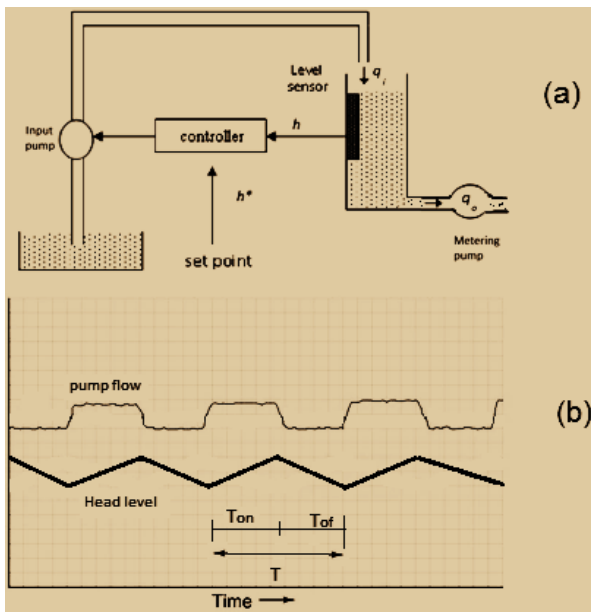 Level
sensor
q i
(a)
Input
pump
controller
h
h*
q o
set point
Metering
pump
pump flow
(b)
Head level
Ton
Tof
T
Time